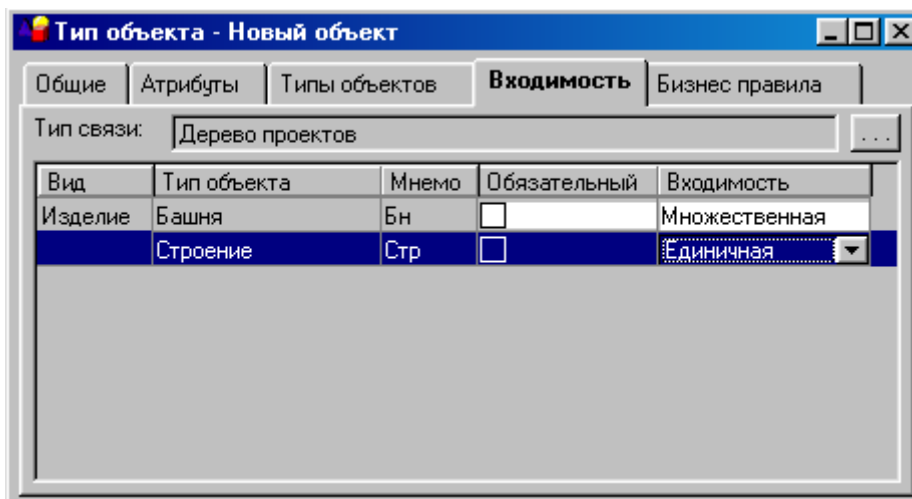 Тип объекта - Новый объект
Общие Атрибуты Типы объектов Входимость Бизнес правила
Тип связи: Дерево проектов ...
Вид Тип объекта Мнемо Обязательный Входимость
Изделие Башня Бн Множественная
Строение Стр Единичная